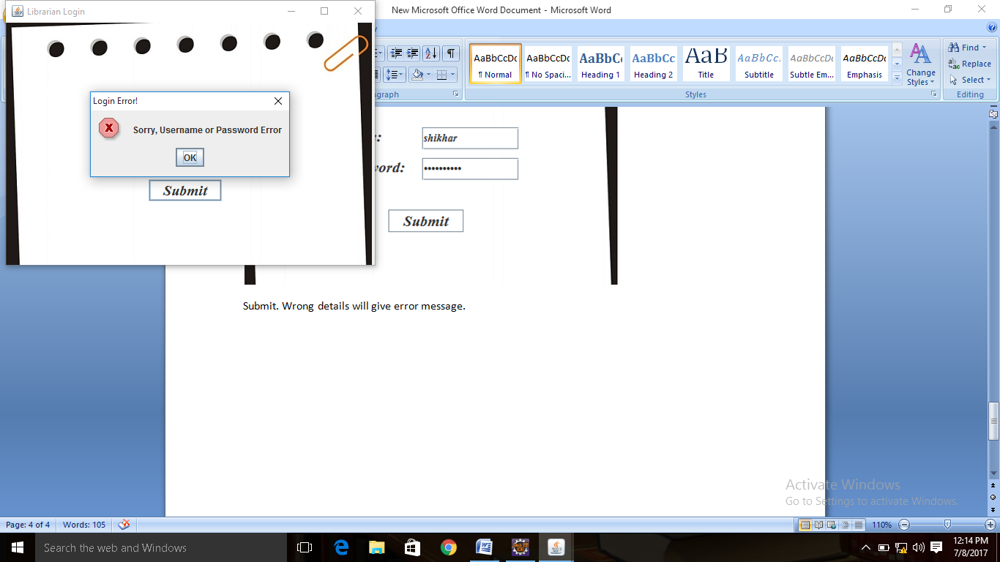 Librarian Login
New Microsoft Office Word Document - Microsoft Word
Login Error!
Sorry, Username or Password Error
OK
Submit
AaBbCcDc AaBbCcDc AaBbC AaBbCc AaB AaBbCc. AaBbCcDc AaBbCcDc
¶ Normal ¶ No Spaci... Heading 1 Heading 2 Title Subtitle Subtle Em... Emphasis
Change Styles
Find
Replace
Select
agraph Styles Editing
: shikhar
word: ••••••••••
Submit
Submit. Wrong details will give error message.
Activate Windows
Go to Settings to activate Windows.
Page: 4 of 4 Words: 105 110%
Search the web and Windows
12:14 PM
7/8/2017